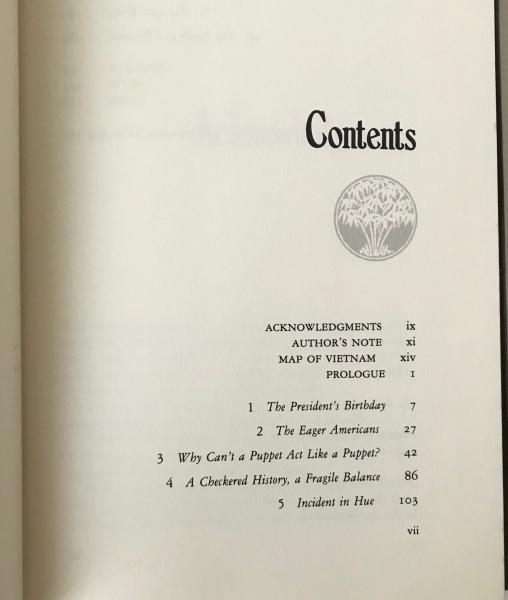 Contents
ACKNOWLEDGMENTS ix
AUTHOR'S NOTE xi
MAP OF VIETNAM xiv
PROLOGUE 1
1 The President's Birthday 7
2 The Eager Americans 27
3 Why Can't a Puppet Act Like a Puppet? 42
4 A Checkered History, a Fragile Balance 86
5 Incident in Hue 103
vii